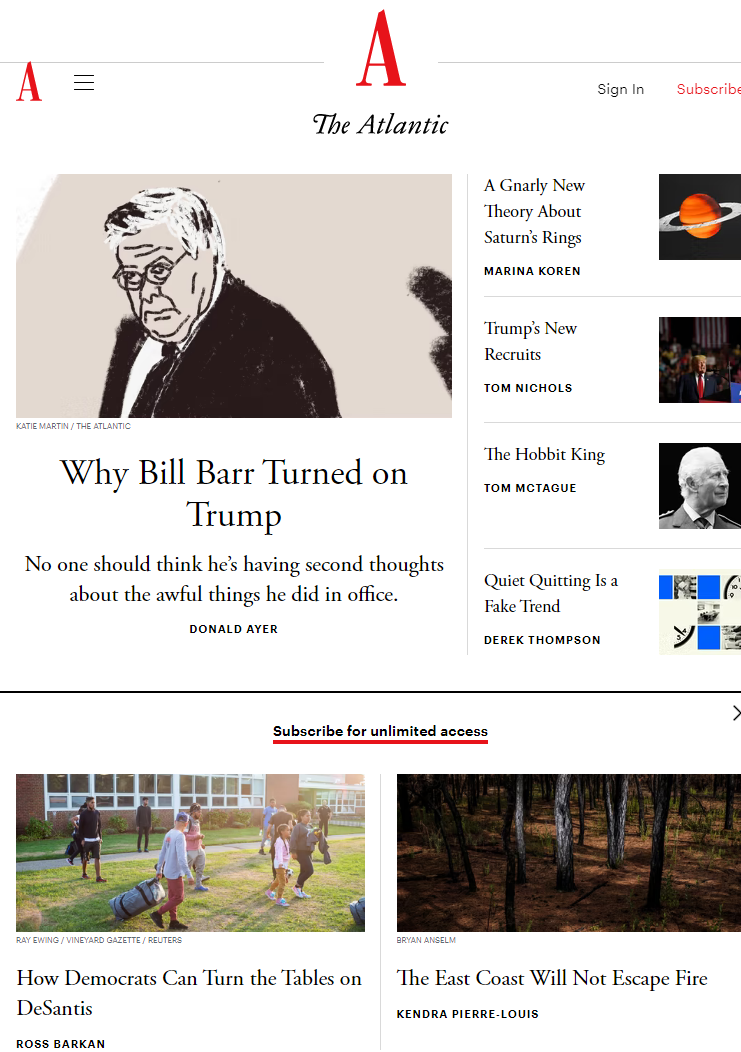 A
A
Sign In
Subscribe
The Atlantic
KATIE MARTIN / THE ATLANTIC
Why Bill Barr Turned on
Trump
No one should think he's having second thoughts
about the awful things he did in office.
DONALD AYER
A Gnarly New
Theory About
Saturn's Rings
MARINA KOREN
Trump's New
Recruits
TOM NICHOLS
The Hobbit King
TOM MCTAGUE
Quiet Quitting Is a
Fake Trend
DEREK THOMPSON
Subscribe for unlimited access
RAY EWING / VINEYARD GAZETTE / REUTERS
How Democrats Can Turn the Tables on
DeSantis
ROSS BARKAN
BRYAN ANSELM
The East Coast Will Not Escape Fire
KENDRA PIERRE-LOUIS